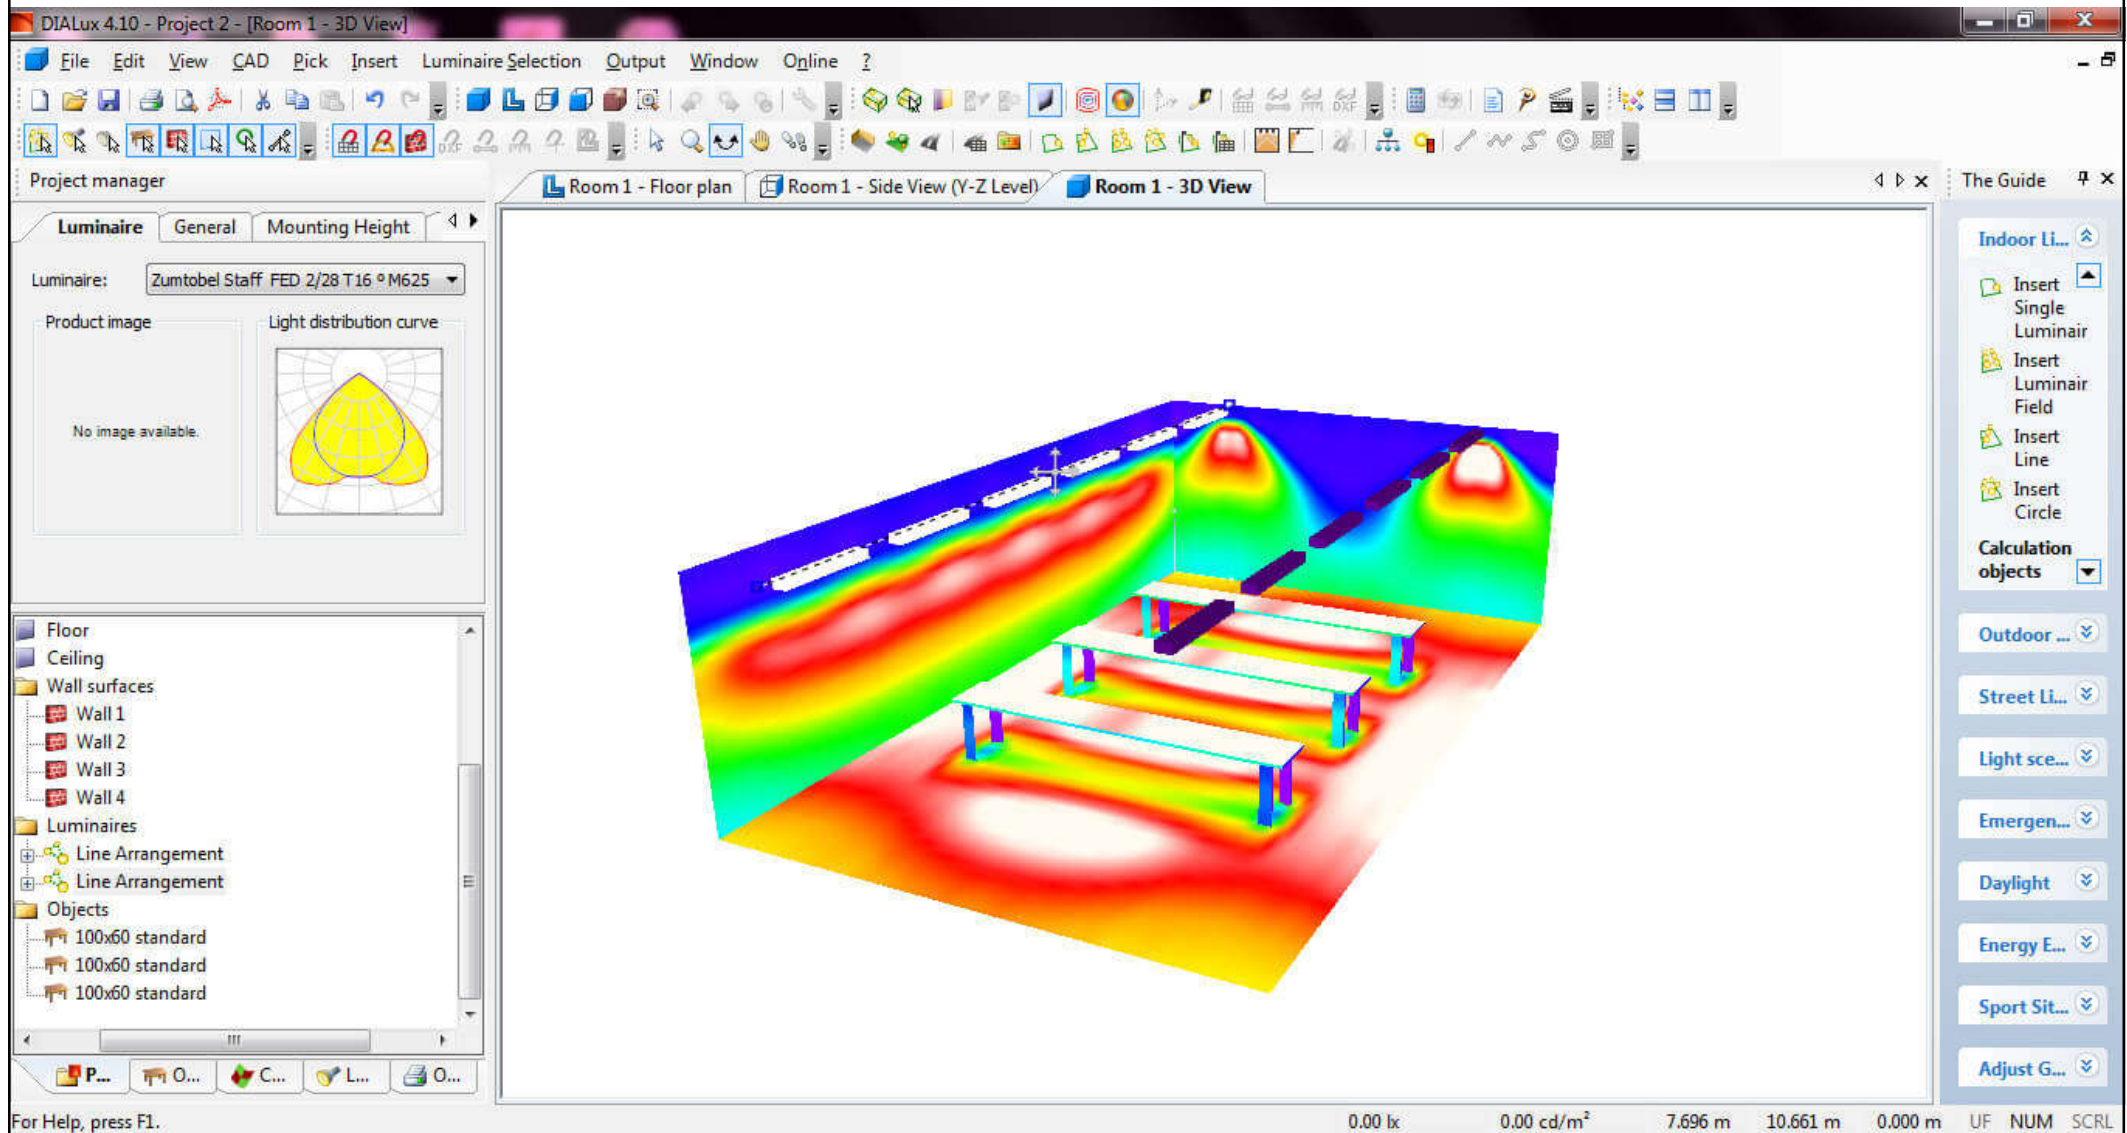 DIALux 4.10 - Project 2 - [Room 1 - 3D View]
File Edit View CAD Pick Insert Luminaire Selection Output Window Online ?
Project manager
Room 1 - Floor plan
Room 1 - Side View (Y-Z Level)
Room 1 - 3D View
The Guide
Luminaire General Mounting Height
Luminaire: Zumtobel Staff FED 2/28 T16 º M625
Product image
Light distribution curve
No image available.
Floor
Ceiling
Wall surfaces
Wall 1
Wall 2
Wall 3
Wall 4
Luminaires
Line Arrangement
Line Arrangement
Objects
100x60 standard
100x60 standard
100x60 standard
P... O... C... L... O...
Indoor Li...
Insert
Single
Luminair
Insert
Luminair
Field
Insert
Line
Insert
Circle
Calculation
objects
Outdoor ...
Street Li...
Light sce...
Emergen...
Daylight
Energy E...
Sport Sit...
Adjust G...
For Help, press F1.
0.00 lx 0.00 cd/m² 7.696 m 10.661 m 0.000 m UF NUM SCRL